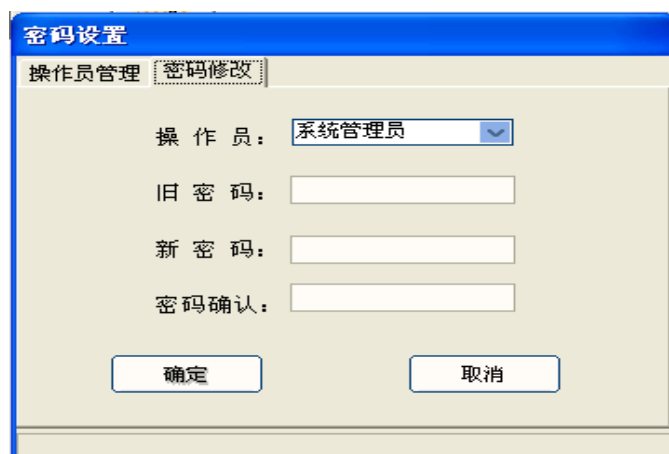 密码设置
操作员管理 密码修改
操 作 员： 系统管理员
旧 密 码：
新 密 码：
密码确认：
确定 取消